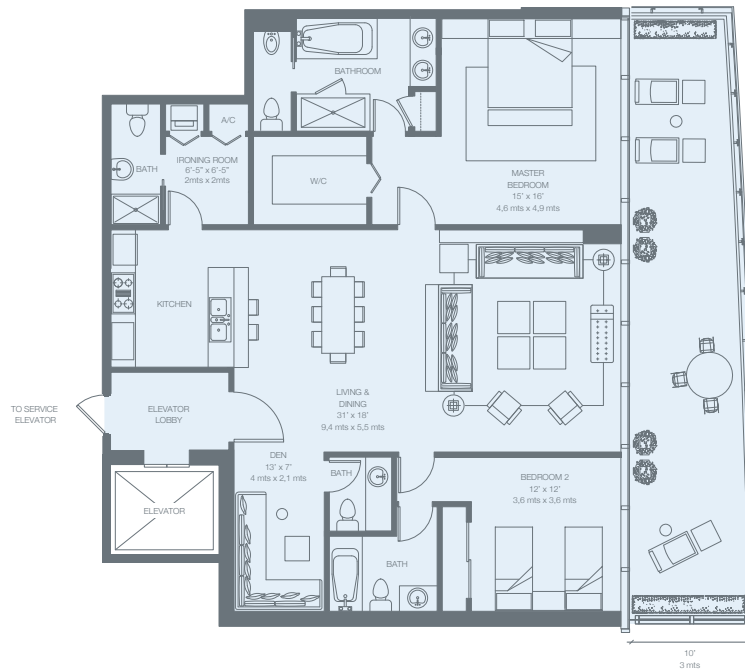 BATHROOM
A/C
BATH
IRONING ROOM
6'-5" x 6'-5"
2mts x 2mts
W/C
MASTER
BEDROOM
15' x 16'
4,6 mts x 4,9 mts
KITCHEN
LIVING &
DINING
31' x 18'
9,4 mts x 5,5 mts
TO SERVICE
ELEVATOR
ELEVATOR
LOBBY
DEN
13' x 7'
4 mts x 2,1 mts
BATH
BEDROOM 2
12' x 12'
3,6 mts x 3,6 mts
ELEVATOR
BATH
10'
3 mts